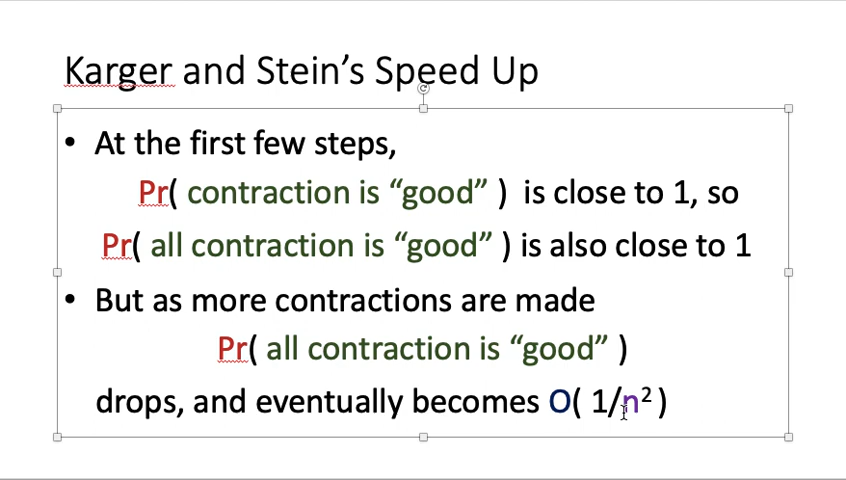 Karger and Stein’s Speed Up
• At the first few steps,
Pr( contraction is “good” ) is close to 1, so
Pr( all contraction is “good” ) is also close to 1
• But as more contractions are made
Pr( all contraction is “good” )
drops, and eventually becomes O( 1/n² )